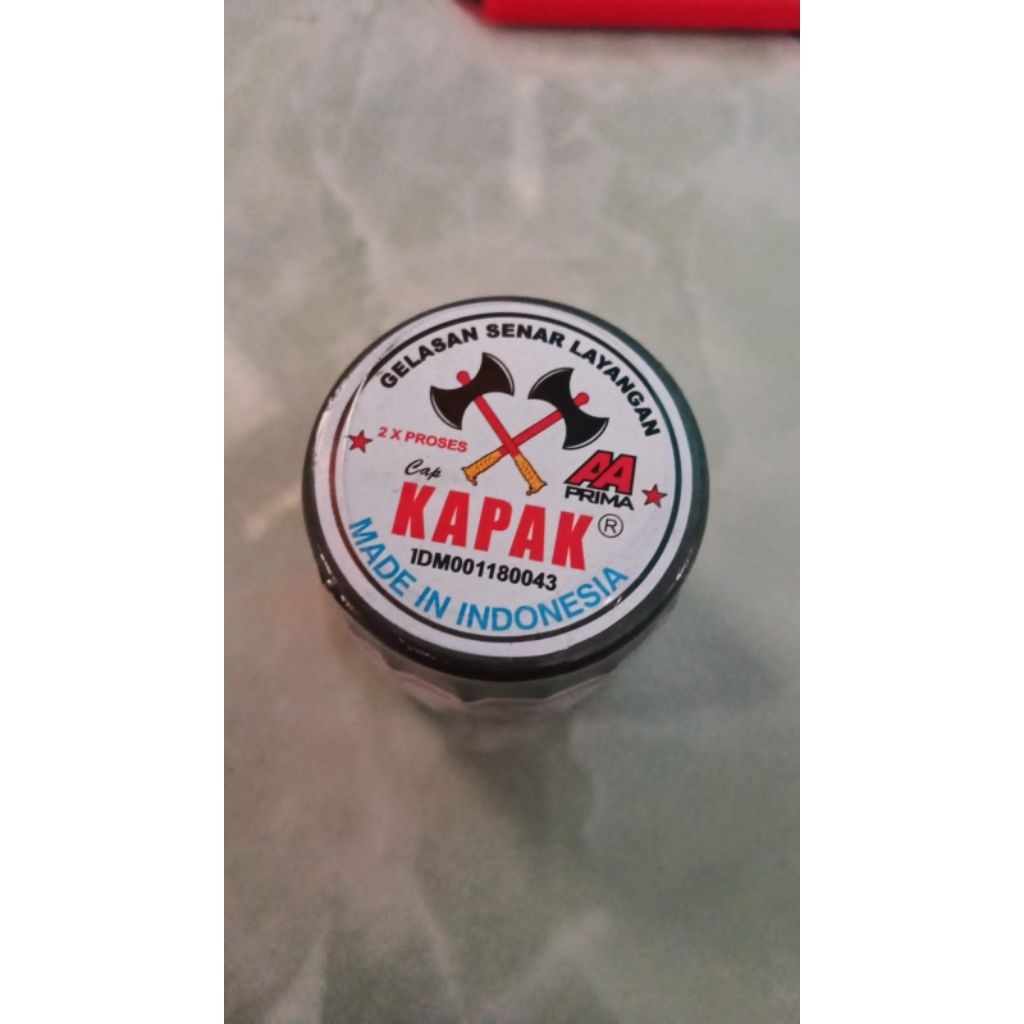 GELASAN SENAR LAYANGAN
2 X PROSES
AA
PRIMA
Cap
KAPAK®
IDM001180043
MADE IN INDONESIA